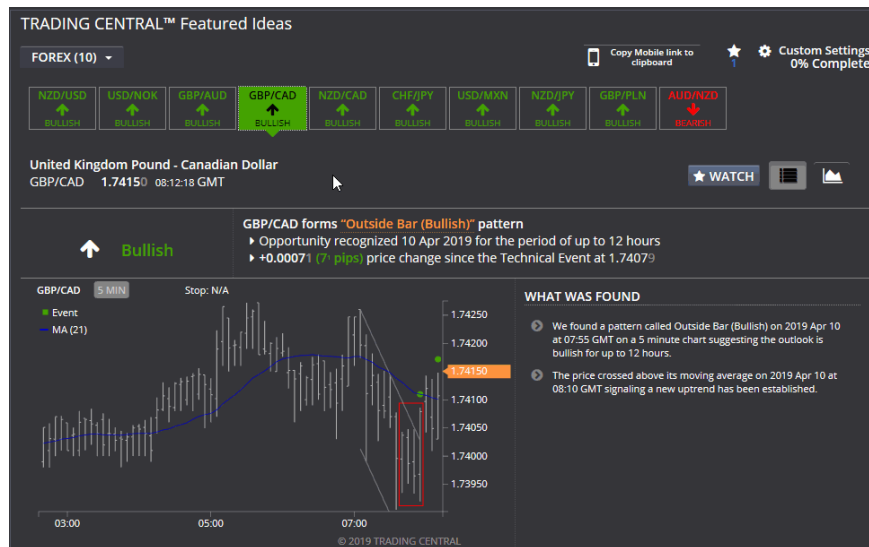 TRADING CENTRAL™ Featured Ideas
FOREX (10)
Copy Mobile link to
clipboard
1
Custom Settings
0% Complete
NZD/USD USD/NOK GBP/AUD GBP/CAD NZD/CAD CHF/JPY USD/MXN NZD/JPY GBP/PLN AUD/NZD
BULLISH BULLISH BULLISH BULLISH BULLISH BULLISH BULLISH BULLISH BULLISH BEARISH
United Kingdom Pound - Canadian Dollar
GBP/CAD 1.74150 08:12:18 GMT
WATCH
Bullish
GBP/CAD forms "Outside Bar (Bullish)" pattern
Opportunity recognized 10 Apr 2019 for the period of up to 12 hours
+0.00071 (7¹ pips) price change since the Technical Event at 1.74079
GBP/CAD 5 MIN Stop: N/A
Event
MA (21)
1.74250
1.74200
1.74150
1.74100
1.74050
1.74000
1.73950
03:00 05:00 07:00
© 2019 TRADING CENTRAL
WHAT WAS FOUND
We found a pattern called Outside Bar (Bullish) on 2019 Apr 10
at 07:55 GMT on a 5 minute chart suggesting the outlook is
bullish for up to 12 hours.
The price crossed above its moving average on 2019 Apr 10 at
08:10 GMT signaling a new uptrend has been established.